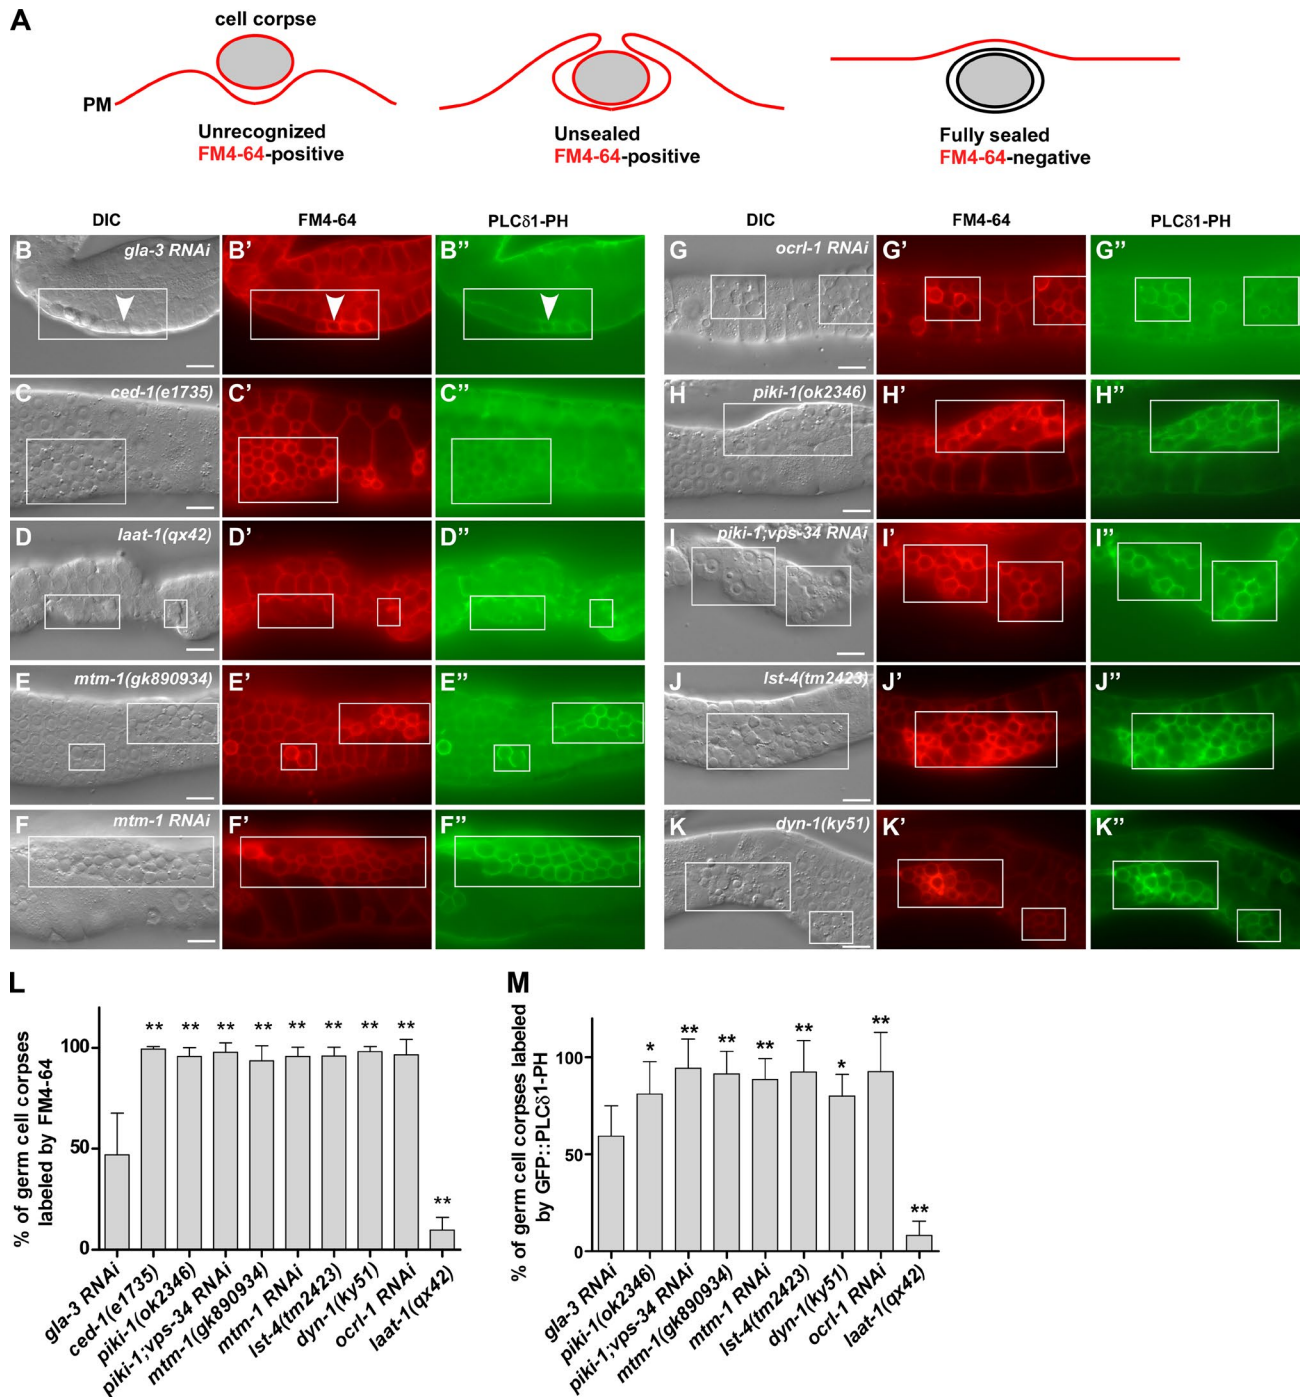 A
cell corpse
PM
Unrecognized
FM4-64-positive
Unsealed
FM4-64-positive
Fully sealed
FM4-64-negative
DIC
FM4-64
PLCδ1-PH
B
gla-3 RNAi
B’
B’’
C
ced-1(e1735)
C’
C’’
D
laat-1(qx42)
D’
D’’
E
mtm-1(gk890934)
E’
E’’
F
mtm-1 RNAi
F’
F’’
DIC
FM4-64
PLCδ1-PH
G
ocrl-1 RNAi
G’
G’’
H
piki-1(ok2346)
H’
H’’
I
piki-1;vps-34 RNAi
I’
I’’
J
lst-4(tm2423)
J’
J’’
K
dyn-1(ky51)
K’
K’’
L
% of germ cell corpses
labeled by FM4-64
100
50
0
** ** ** ** ** ** ** ** **
gla-3 RNAi
ced-1(e1735)
piki-1(ok2346)
piki-1;vps-34 RNAi
mtm-1(gk890934)
mtm-1 RNAi
lst-4(tm2423)
dyn-1(ky51)
ocrl-1 RNAi
laat-1(qx42)
M
% of germ cell corpses labeled
by GFP::PLCδ1-PH
100
50
0
* ** ** ** ** * ** **
gla-3 RNAi
piki-1(ok2346)
piki-1;vps-34 RNAi
mtm-1(gk890934)
mtm-1 RNAi
lst-4(tm2423)
dyn-1(ky51)
ocrl-1 RNAi
laat-1(qx42)